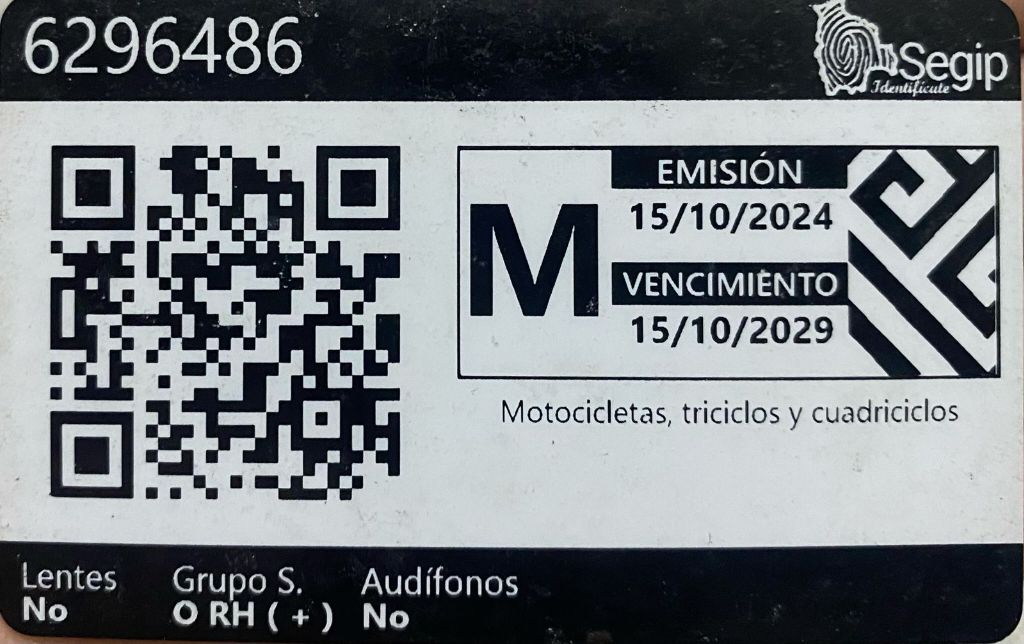 6296486
Segip
Identifícate
EMISIÓN
M
15/10/2024
VENCIMIENTO
15/10/2029
Motocicletas, triciclos y cuadriciclos
Lentes Grupo S. Audífonos
No O RH ( + ) No